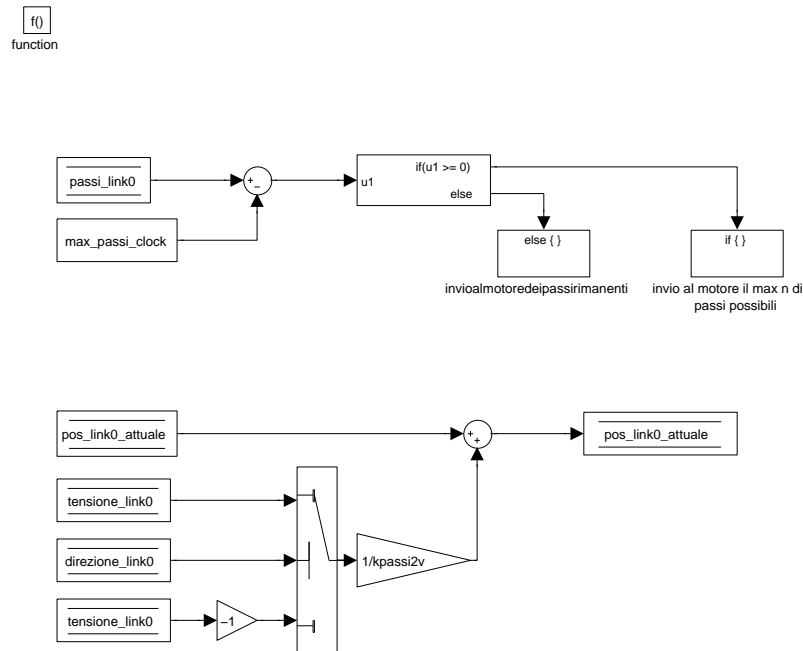 f()
function
passi_link0
+
−
u1
if(u1 >= 0)
else
max_passi_clock
else { }
if { }
invioalmotoredeipassirimanenti
invio al motore il max n di
passi possibili
pos_link0_attuale
+
+
pos_link0_attuale
tensione_link0
direzione_link0
1/kpassi2v
tensione_link0
−1